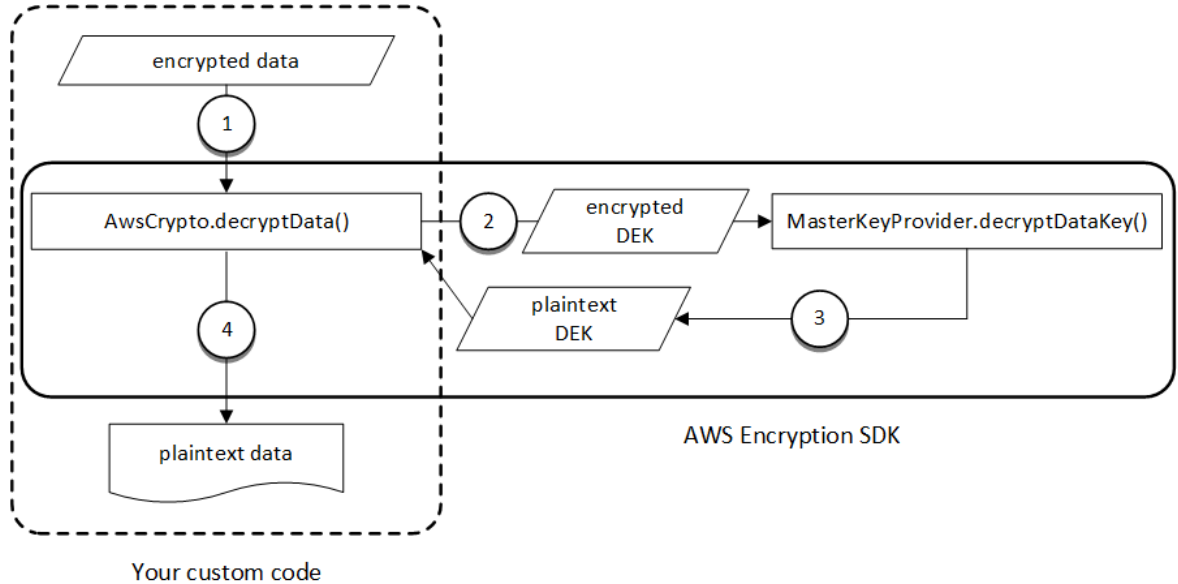 encrypted data
1
AwsCrypto.decryptData()
2
encrypted
DEK
MasterKeyProvider.decryptDataKey()
plaintext
DEK
3
4
plaintext data
AWS Encryption SDK
Your custom code